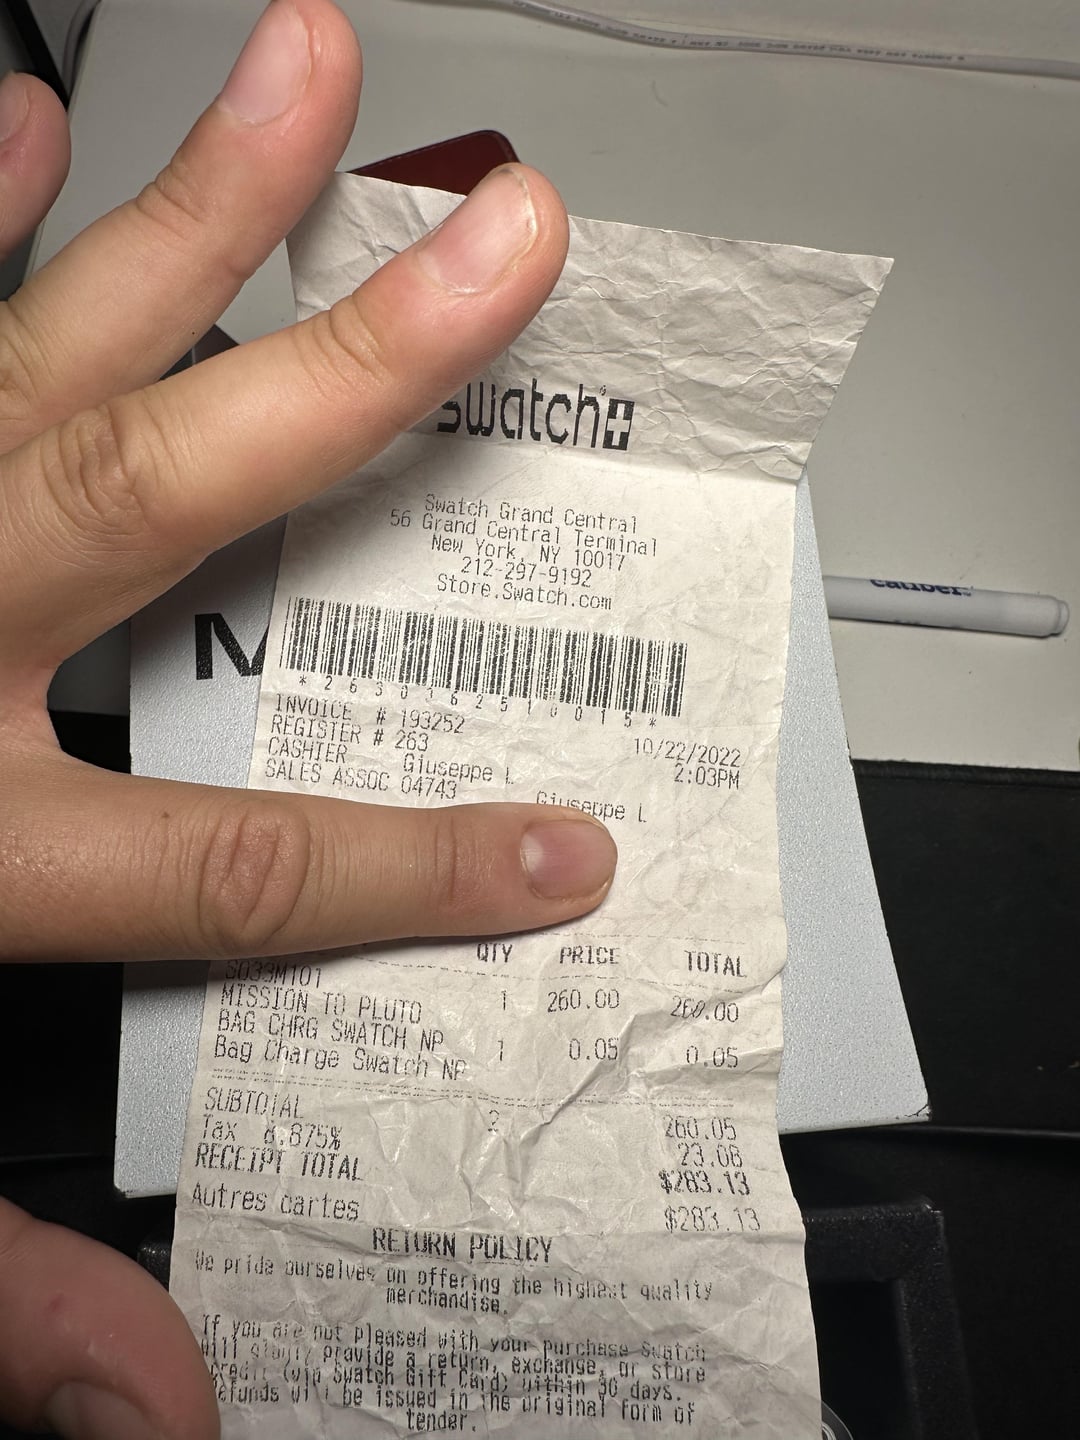 swatch
Swatch Grand Central
56 Grand Central Terminal
New York, NY 10017
212-297-9192
Store.Swatch.com
*2630362510015*
INVOICE # 193252
REGISTER # 263 10/22/2022
CASHIER Giuseppe L 2:03PM
SALES ASSOC 04743 Giuseppe L
QTY PRICE TOTAL
SO33M101
MISSION TO PLUTO 1 260.00 260.00
BAG CHRG SWATCH NP
Bag Charge Swatch NP 1 0.05 0.05
SUBTOTAL 2 260.05
Tax 8.875% 23.08
RECEIPT TOTAL $283.13
Autres cartes $283.13
RETURN POLICY
We pride ourselves on offering the highest quality
merchandise.
If you are not pleased with your purchase Swatch
will gladly provide a return, exchange, or store
credit (via Swatch Gift Card) within 30 days.
Refunds will be issued in the original form of
tender.
caliber
M